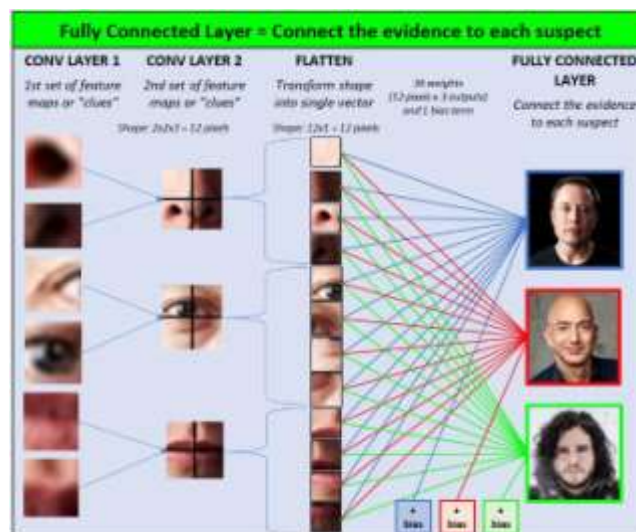 Fully Connected Layer = Connect the evidence to each suspect
CONV LAYER 1
1st set of feature
maps or "clues"
CONV LAYER 2
2nd set of feature
maps or "clues"
Shape: 2x2x3 = 12 pixels
FLATTEN
Transform shape
into single vector
Shape: 12x1 = 12 pixels
36 weights
(12 pixel x 3 outputs)
and 1 bias term
FULLY CONNECTED
LAYER
Connect the evidence
to each suspect
+
bias
+
bias
+
bias